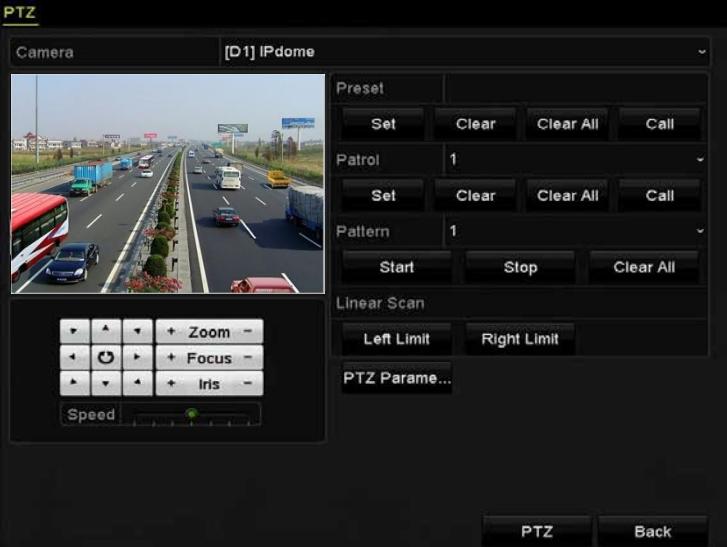 PTZ
Camera [D1] IPdome
Preset
Set Clear Clear All Call
Patrol 1
Set Clear Clear All Call
Pattern 1
Start Stop Clear All
Linear Scan
Left Limit Right Limit
PTZ Parame...
+ Zoom -
+ Focus -
+ Iris -
Speed
PTZ Back